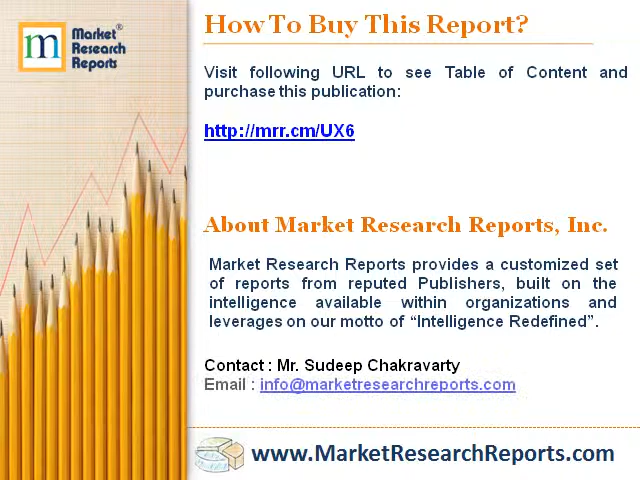 Market®
Research
Reports
m
How To Buy This Report?
Visit following URL to see Table of Content and
purchase this publication:
http://mrr.cm/UX6
About Market Research Reports, Inc.
Market Research Reports provides a customized set
of reports from reputed Publishers, built on the
intelligence available within organizations and
leverages on our motto of “Intelligence Redefined”.
Contact : Mr. Sudeep Chakravarty
Email : info@marketresearchreports.com
www.MarketResearchReports.com